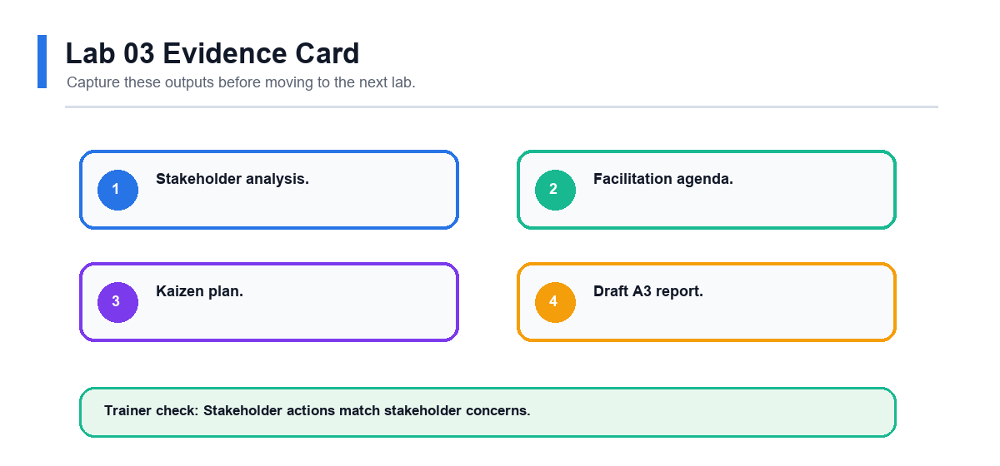 Lab 03 Evidence Card
Capture these outputs before moving to the next lab.
1
Stakeholder analysis.
2
Facilitation agenda.
3
Kaizen plan.
4
Draft A3 report.
Trainer check: Stakeholder actions match stakeholder concerns.